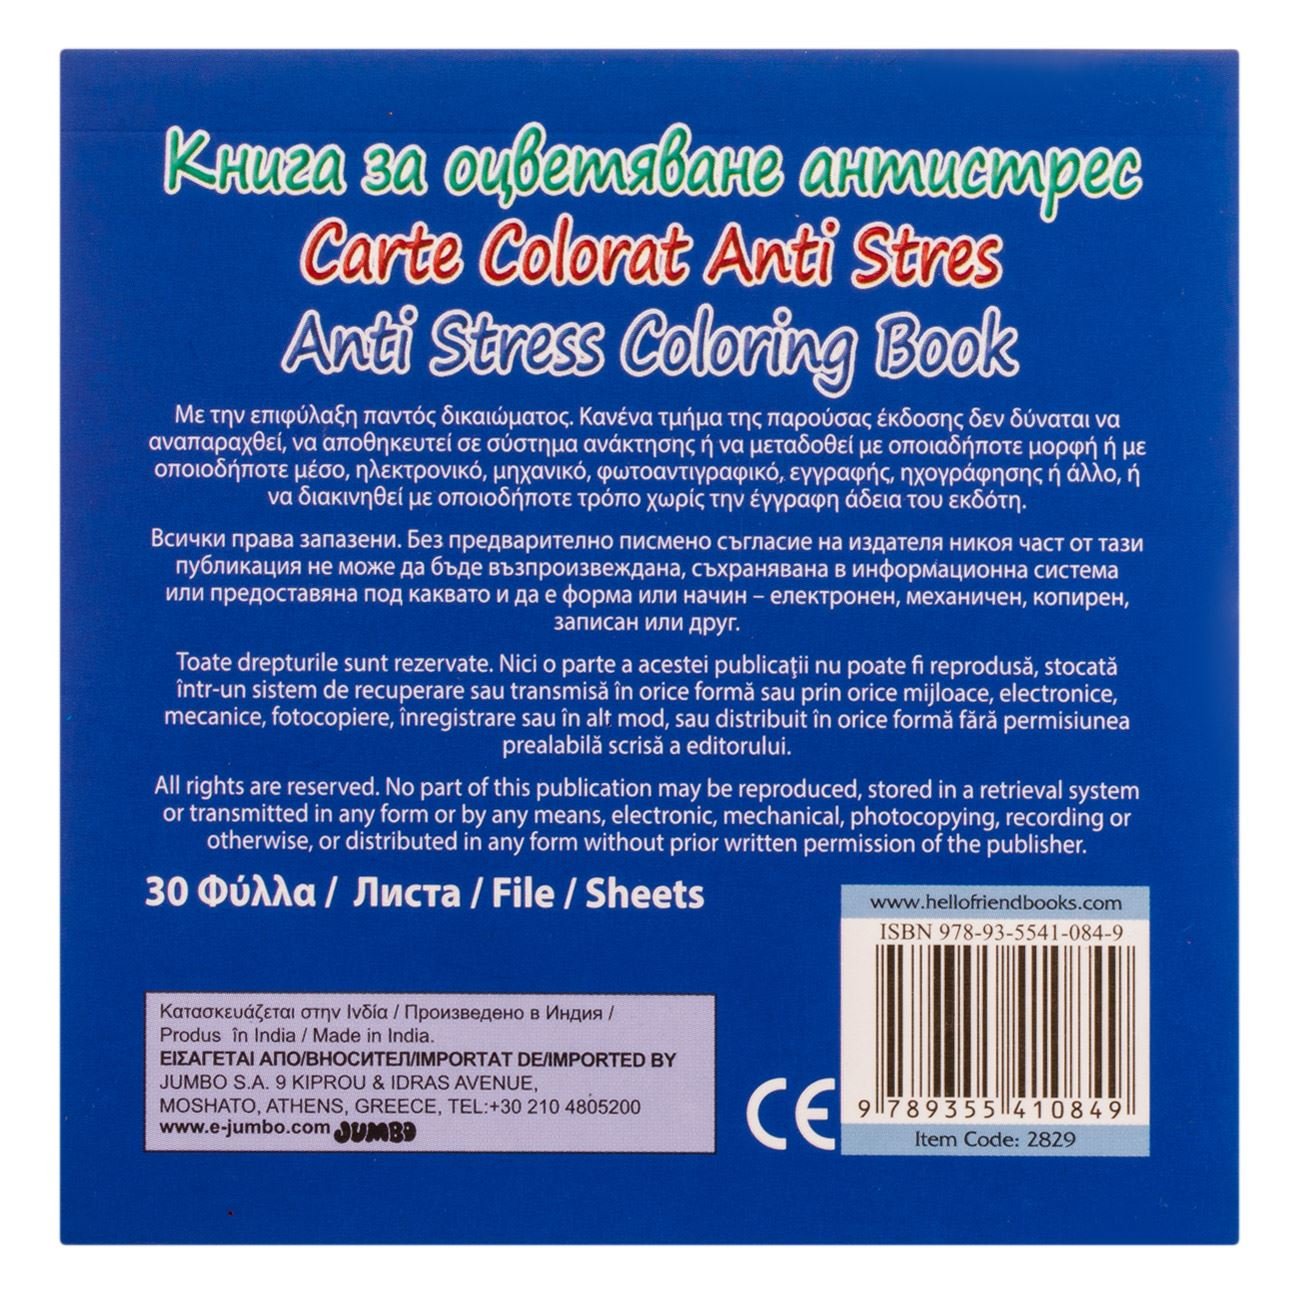 Книга за оцветяване антистрес
Carte Colorat Anti Stres
Anti Stress Coloring Book
Με την επιφύλαξη παντός δικαιώματος. Κανένα τμήμα της παρούσας έκδοσης δεν δύναται να
αναπαραχθεί, να αποθηκευτεί σε σύστημα ανάκτησης ή να μεταδοθεί με οποιαδήποτε μορφή ή με
οποιοδήποτε μέσο, ηλεκτρονικό, μηχανικό, φωτοαντιγραφικό, εγγραφής, ηχογράφησης ή άλλο, ή
να διακινηθεί με οποιοδήποτε τρόπο χωρίς την έγγραφη άδεια του εκδότη.
Всички права запазени. Без предварително писмено съгласие на издателя никоя част от тази
публикация не може да бъде възпроизвеждана, съхранявана в информационна система
или предоставяна под каквато и да е форма или начин – електронен, механичен, копирен,
записан или друг.
Toate drepturile sunt rezervate. Nici o parte a acestei publicaţii nu poate fi reprodusă, stocată
într-un sistem de recuperare sau transmisă în orice formă sau prin orice mijloace, electronice,
mecanice, fotocopiere, înregistrare sau în alt mod, sau distribuit în orice formă fără permisiunea
prealabilă scrisă a editorului.
All rights are reserved. No part of this publication may be reproduced, stored in a retrieval system
or transmitted in any form or by any means, electronic, mechanical, photocopying, recording or
otherwise, or distributed in any form without prior written permission of the publisher.
30 Φύλλα / Листа / File / Sheets
www.hellofriendbooks.com
ISBN 978-93-5541-084-9
9 789355 410849
Item Code: 2829
CE
Κατασκευάζεται στην Ινδία / Произведено в Индия /
Produs în India / Made in India.
ΕΙΣΑΓΕΤΑΙ ΑΠΟ/ВНОСИТЕЛ/IMPORTAT DE/IMPORTED BY
JUMBO S.A. 9 KIPROU & IDRAS AVENUE,
MOSHATO, ATHENS, GREECE, TEL:+30 210 4805200
www.e-jumbo.com JUMBO